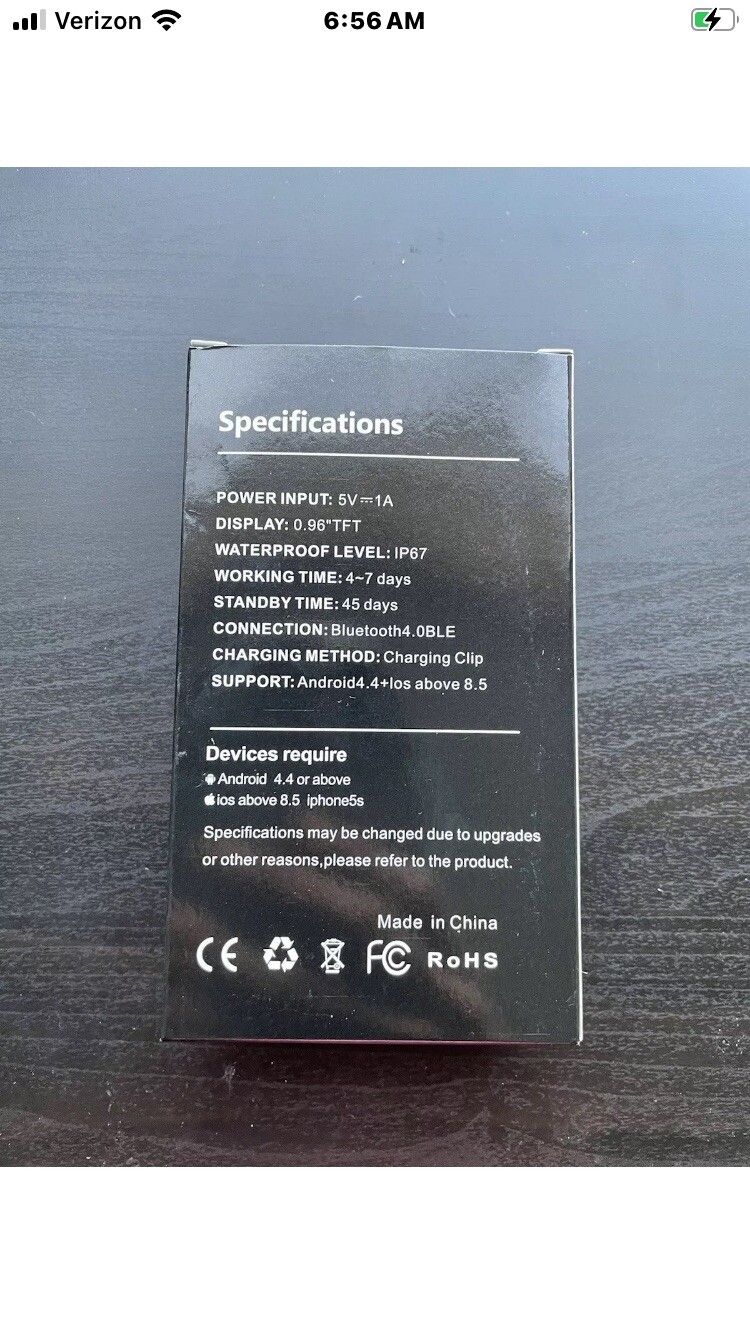 Verizon 6:56 AM
Specifications
POWER INPUT: 5V⎓1A
DISPLAY: 0.96"TFT
WATERPROOF LEVEL: IP67
WORKING TIME: 4~7 days
STANDBY TIME: 45 days
CONNECTION: Bluetooth4.0BLE
CHARGING METHOD: Charging Clip
SUPPORT: Android4.4+Ios above 8.5
Devices require
Android 4.4 or above
ios above 8.5 iphone5s
Specifications may be changed due to upgrades
or other reasons,please refer to the product.
Made in China
CE FC RoHS